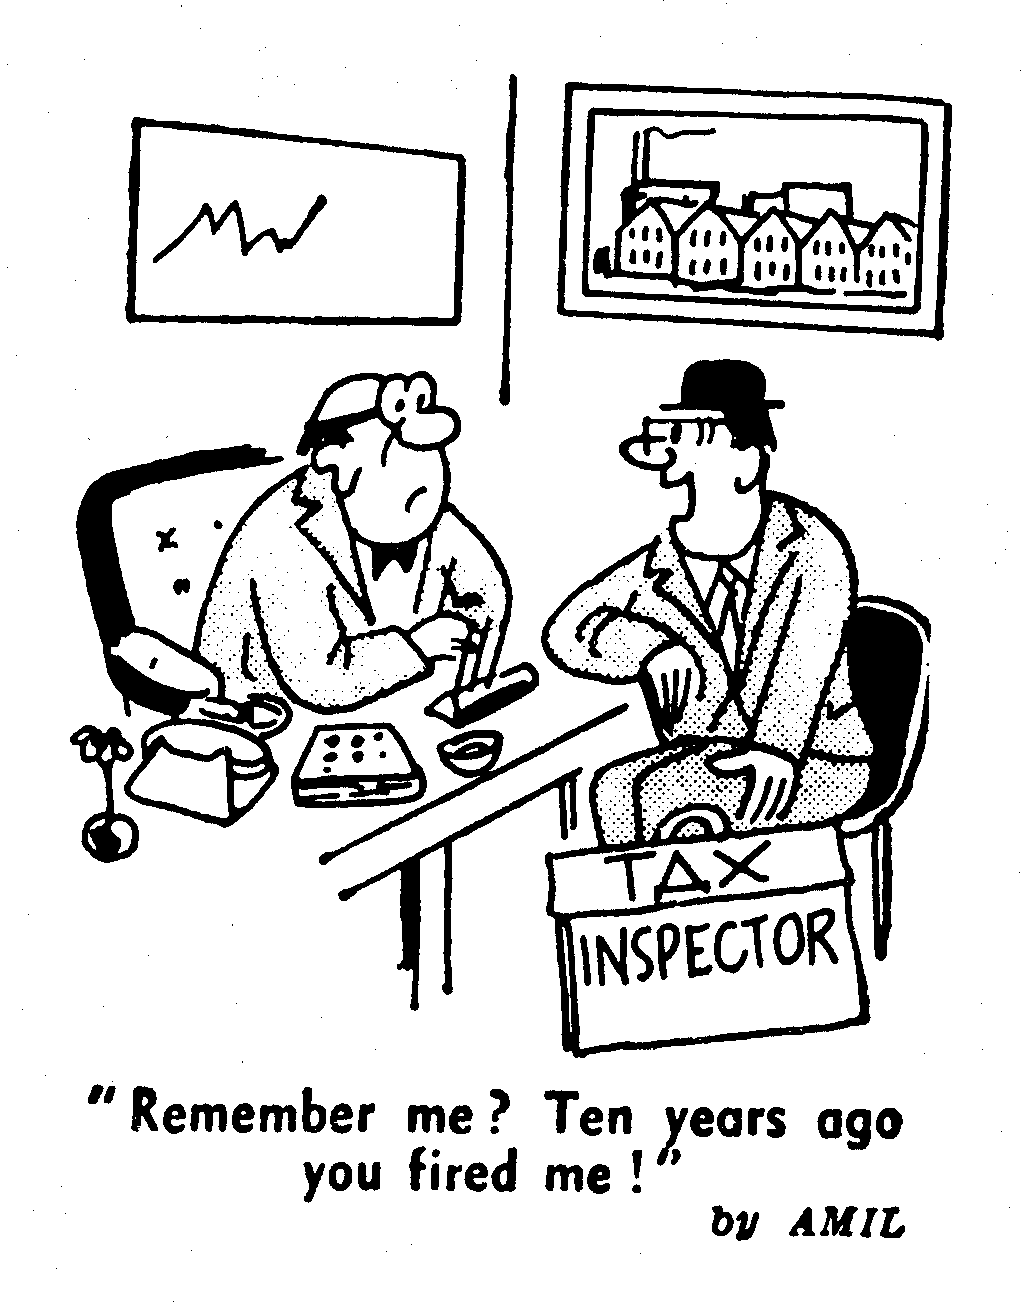 TAX
INSPECTOR
"Remember me? Ten years ago
you fired me!"
by AMIL